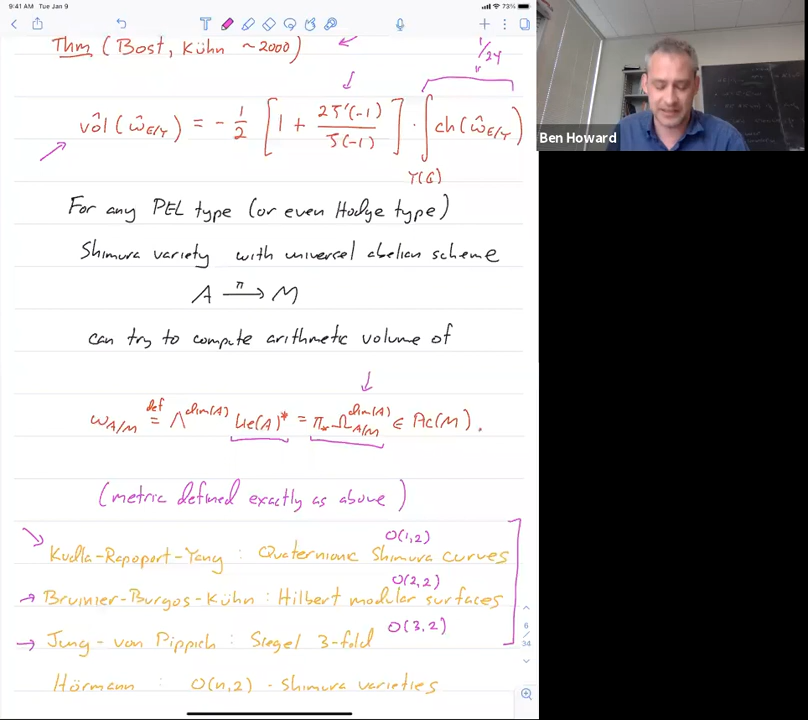 9:41 AM Tue Jan 9
73%
Thm (Bost, Kühn ~2000)
1/24
vol̂(ω̂_{E/Y}) = - 1/2 [1 + 2ζ'(-1)/ζ(-1)] · ∫_{Y(ℂ)} ch(ω̂_{E/Y})
Ben Howard
For any PEL type (or even Hodge type)
Shimura variety with universal abelian scheme
A —π→ M
can try to compute arithmetic volume of
ω_{A/M} =^{def} Λ^{dim(A)} Lie(A)* = π_* Ω^{dim(A)}_{A/M} ∈ Pic(M).
(metric defined exactly as above)
O(1,2)
Kudla-Rapoport-Yang : Quaternionic Shimura curves
O(2,2)
Bruinier-Burgos-Kühn : Hilbert modular surfaces
O(3,2)
Jung - von Pippich : Siegel 3-fold
6/34
Hörmann : O(n,2) - Shimura varieties